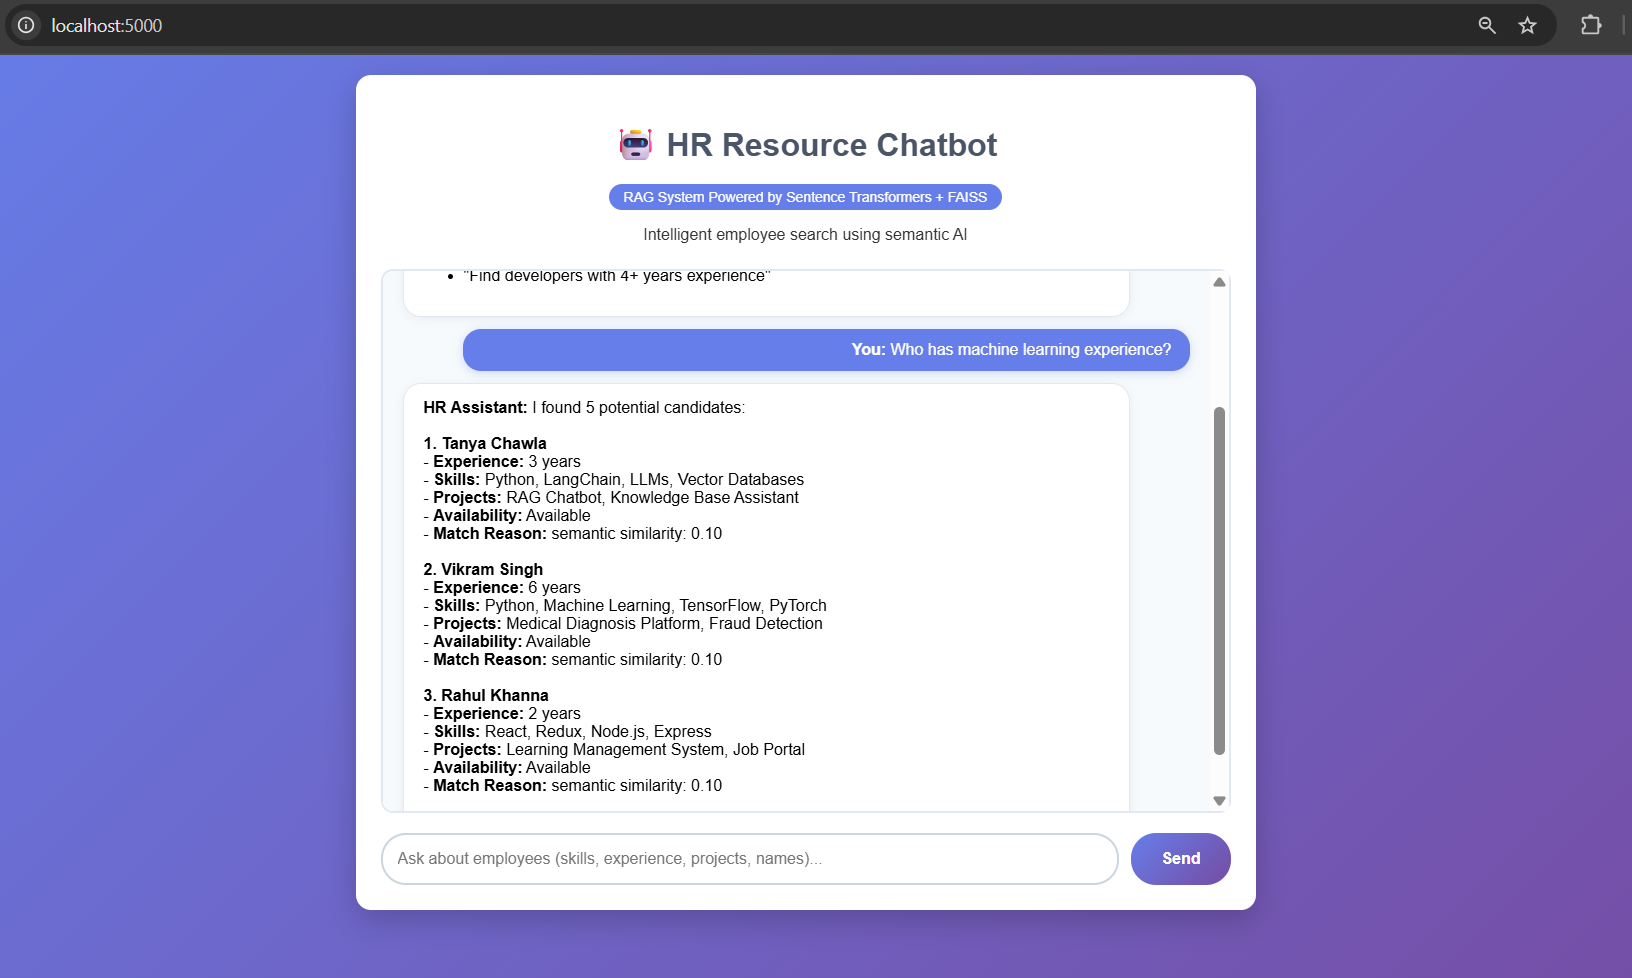 localhost:5000
HR Resource Chatbot
RAG System Powered by Sentence Transformers + FAISS
Intelligent employee search using semantic AI
• "Find developers with 4+ years experience"
You: Who has machine learning experience?
HR Assistant: I found 5 potential candidates:
1. Tanya Chawla
- Experience: 3 years
- Skills: Python, LangChain, LLMs, Vector Databases
- Projects: RAG Chatbot, Knowledge Base Assistant
- Availability: Available
- Match Reason: semantic similarity: 0.10
2. Vikram Singh
- Experience: 6 years
- Skills: Python, Machine Learning, TensorFlow, PyTorch
- Projects: Medical Diagnosis Platform, Fraud Detection
- Availability: Available
- Match Reason: semantic similarity: 0.10
3. Rahul Khanna
- Experience: 2 years
- Skills: React, Redux, Node.js, Express
- Projects: Learning Management System, Job Portal
- Availability: Available
- Match Reason: semantic similarity: 0.10
Ask about employees (skills, experience, projects, names)...
Send